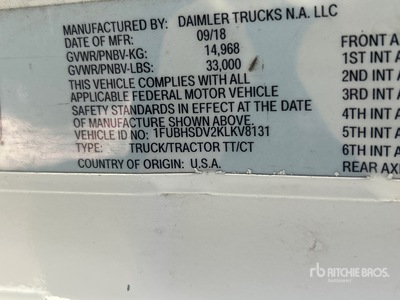 MANUFACTURED BY: DAIMLER TRUCKS N.A. LLC
DATE OF MFR: 09/18
GVWR/PNBV-KG: 14,968
GVWR/PNBV-LBS: 33,000
THIS VEHICLE COMPLIES WITH ALL
APPLICABLE FEDERAL MOTOR VEHICLE
SAFETY STANDARDS IN EFFECT AT THE DATE
OF MANUFACTURE SHOWN ABOVE.
VEHICLE ID NO: 1FUBHSDV2KLKV8131
TYPE: TRUCK/TRACTOR TT/CT
COUNTRY OF ORIGIN: U.S.A.
FRONT A
1ST INT A
2ND INT A
3RD INT A
4TH INT A
5TH INT A
6TH INT A
REAR AX
rb RITCHIE BROS.